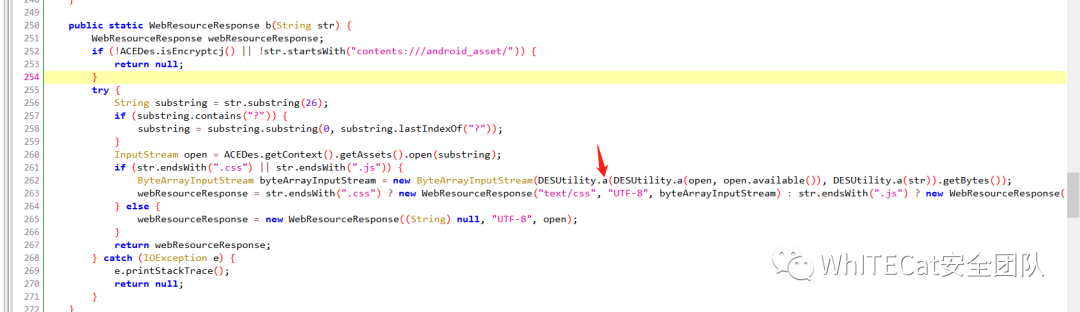 248 }
249
250 public static WebResourceResponse b(String str) {
251 WebResourceResponse webResourceResponse;
252 if (!ACEDes.isEncryptcj() || !str.startsWith("contents:///android_asset/")) {
253 return null;
254 }
255 try {
256 String substring = str.substring(26);
257 if (substring.contains("?")) {
258 substring = substring.substring(0, substring.lastIndexOf("?"));
259 }
260 InputStream open = ACEDes.getContext().getAssets().open(substring);
261 if (str.endsWith(".css") || str.endsWith(".js")) {
262 ByteArrayInputStream byteArrayInputStream = new ByteArrayInputStream(DESUtility.a(DESUtility.a(open, open.available()), DESUtility.a(str)).getBytes());
263 webResourceResponse = str.endsWith(".css") ? new WebResourceResponse("text/css", "UTF-8", byteArrayInputStream) : str.endsWith(".js") ? new WebResourceResponse(
264 } else {
265 webResourceResponse = new WebResourceResponse((String) null, "UTF-8", open);
266 }
267 return webResourceResponse;
268 } catch (IOException e) {
269 e.printStackTrace();
270 return null;
271 }
272 }
WhITECat安全团队